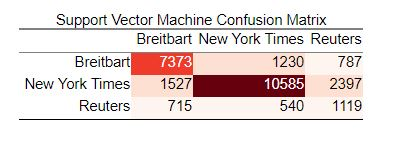 Support Vector Machine Confusion Matrix
Breitbart New York Times Reuters
Breitbart 7373 1230 787
New York Times 1527 10585 2397
Reuters 715 540 1119